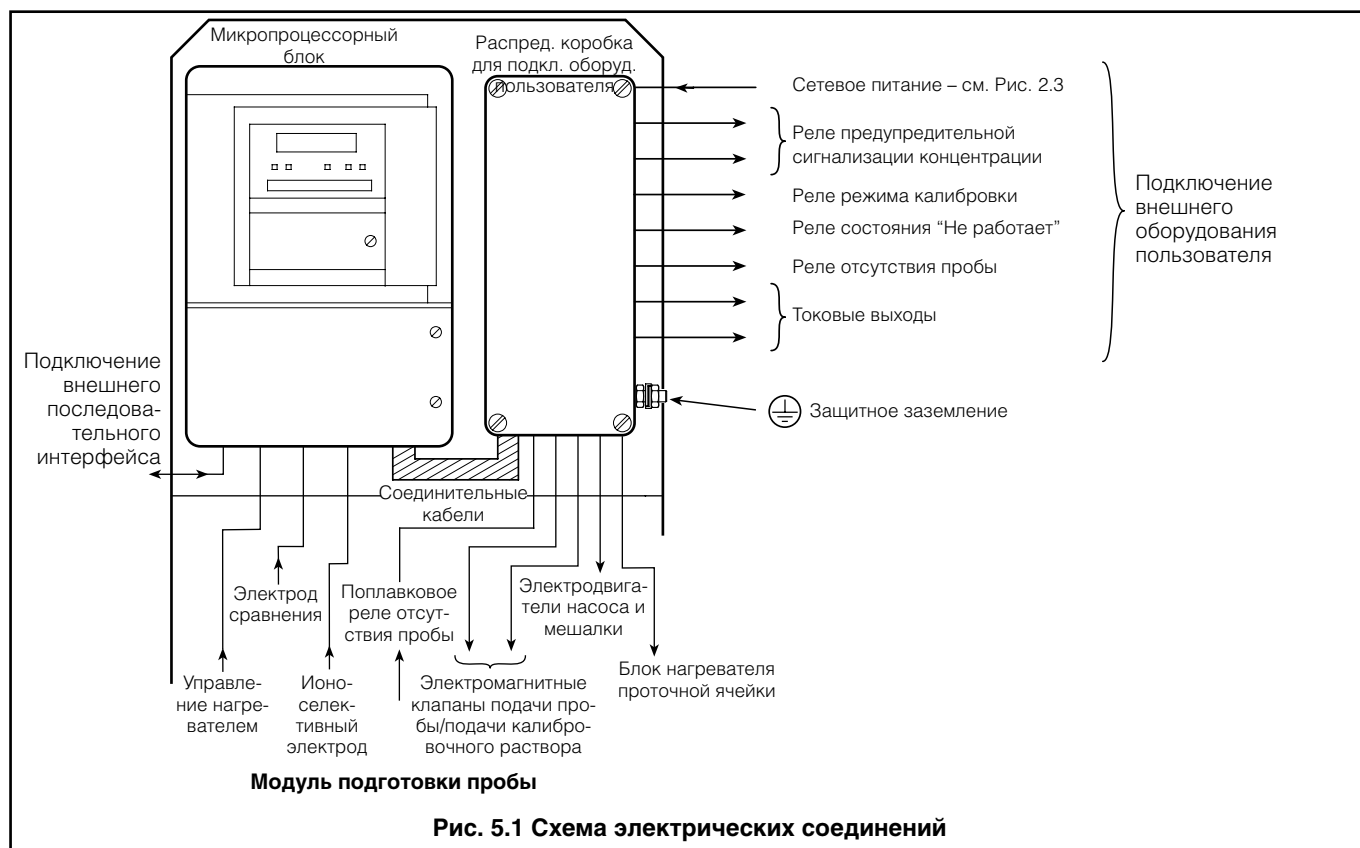 Микропроцессорный
блок
Распред. коробка
для подкл. оборуд.
пользователя
Сетевое питание – см. Рис. 2.3
Реле предупредительной
сигнализации концентрации
Реле режима калибровки
Реле состояния “Не работает”
Реле отсутствия пробы
Токовые выходы
Подключение
внешнего
оборудования
пользователя
Защитное заземление
Подключение
внешнего
последова-
тельного
интерфейса
Соединительные
кабели
Электрод
сравнения
Поплавковое
реле отсут-
ствия пробы
Электродвига-
тели насоса и
мешалки
Управле-
ние нагре-
вателем
Ионо-
селек-
тивный
электрод
Электромагнитные
клапаны подачи про-
бы/подачи калибро-
вочного раствора
Блок нагревателя
проточной ячейки
Модуль подготовки пробы
Рис. 5.1 Схема электрических соединений